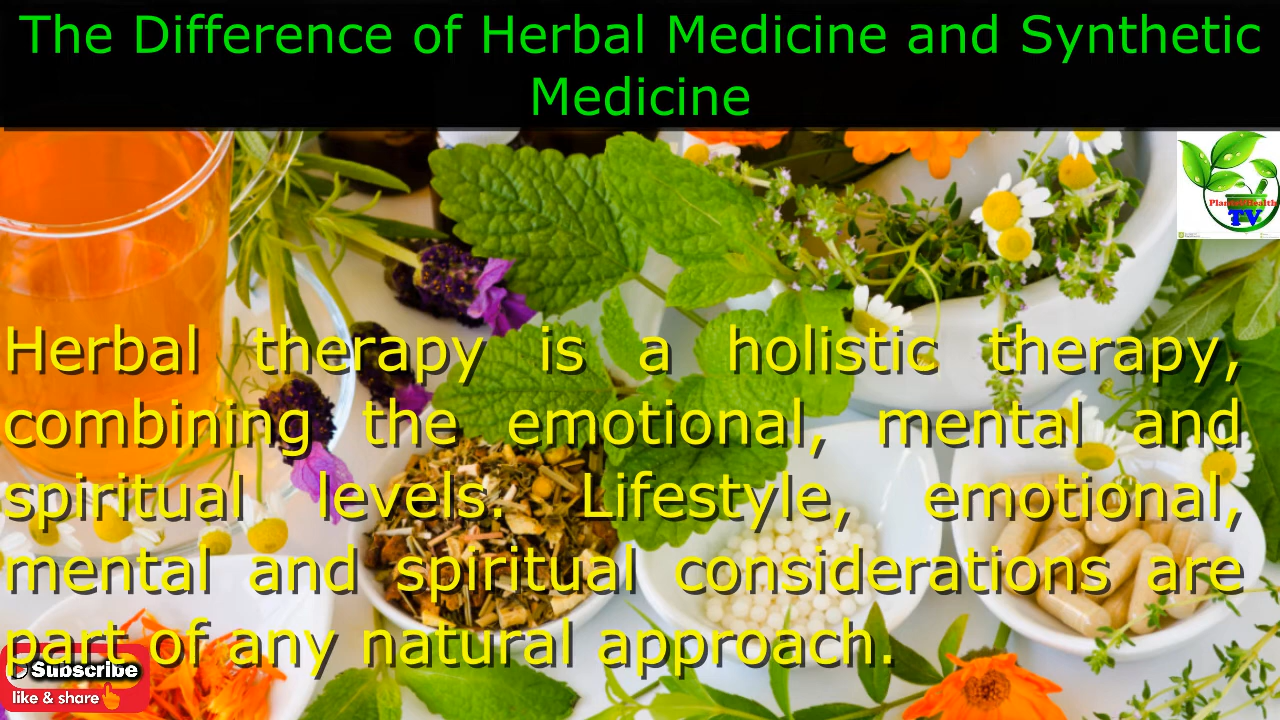 The Difference of Herbal Medicine and Synthetic
Medicine
TV
Herbal therapy is a holistic therapy,
combining the emotional, mental and
spiritual levels. Lifestyle, emotional,
mental and spiritual considerations are
part of any natural approach.
Subscribe
like & share